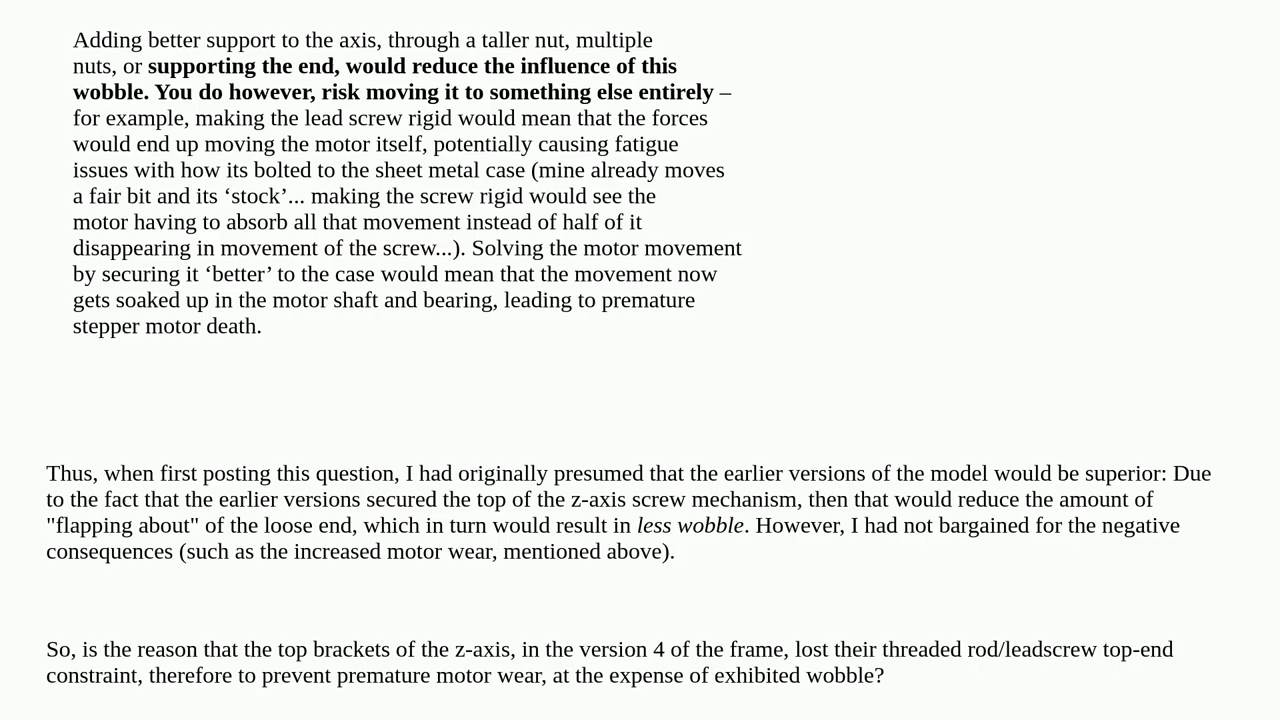 Adding better support to the axis, through a taller nut, multiple
nuts, or supporting the end, would reduce the influence of this
wobble. You do however, risk moving it to something else entirely –
for example, making the lead screw rigid would mean that the forces
would end up moving the motor itself, potentially causing fatigue
issues with how its bolted to the sheet metal case (mine already moves
a fair bit and its ‘stock’... making the screw rigid would see the
motor having to absorb all that movement instead of half of it
disappearing in movement of the screw...). Solving the motor movement
by securing it ‘better’ to the case would mean that the movement now
gets soaked up in the motor shaft and bearing, leading to premature
stepper motor death.
Thus, when first posting this question, I had originally presumed that the earlier versions of the model would be superior: Due
to the fact that the earlier versions secured the top of the z-axis screw mechanism, then that would reduce the amount of
"flapping about" of the loose end, which in turn would result in less wobble. However, I had not bargained for the negative
consequences (such as the increased motor wear, mentioned above).
So, is the reason that the top brackets of the z-axis, in the version 4 of the frame, lost their threaded rod/leadscrew top-end
constraint, therefore to prevent premature motor wear, at the expense of exhibited wobble?